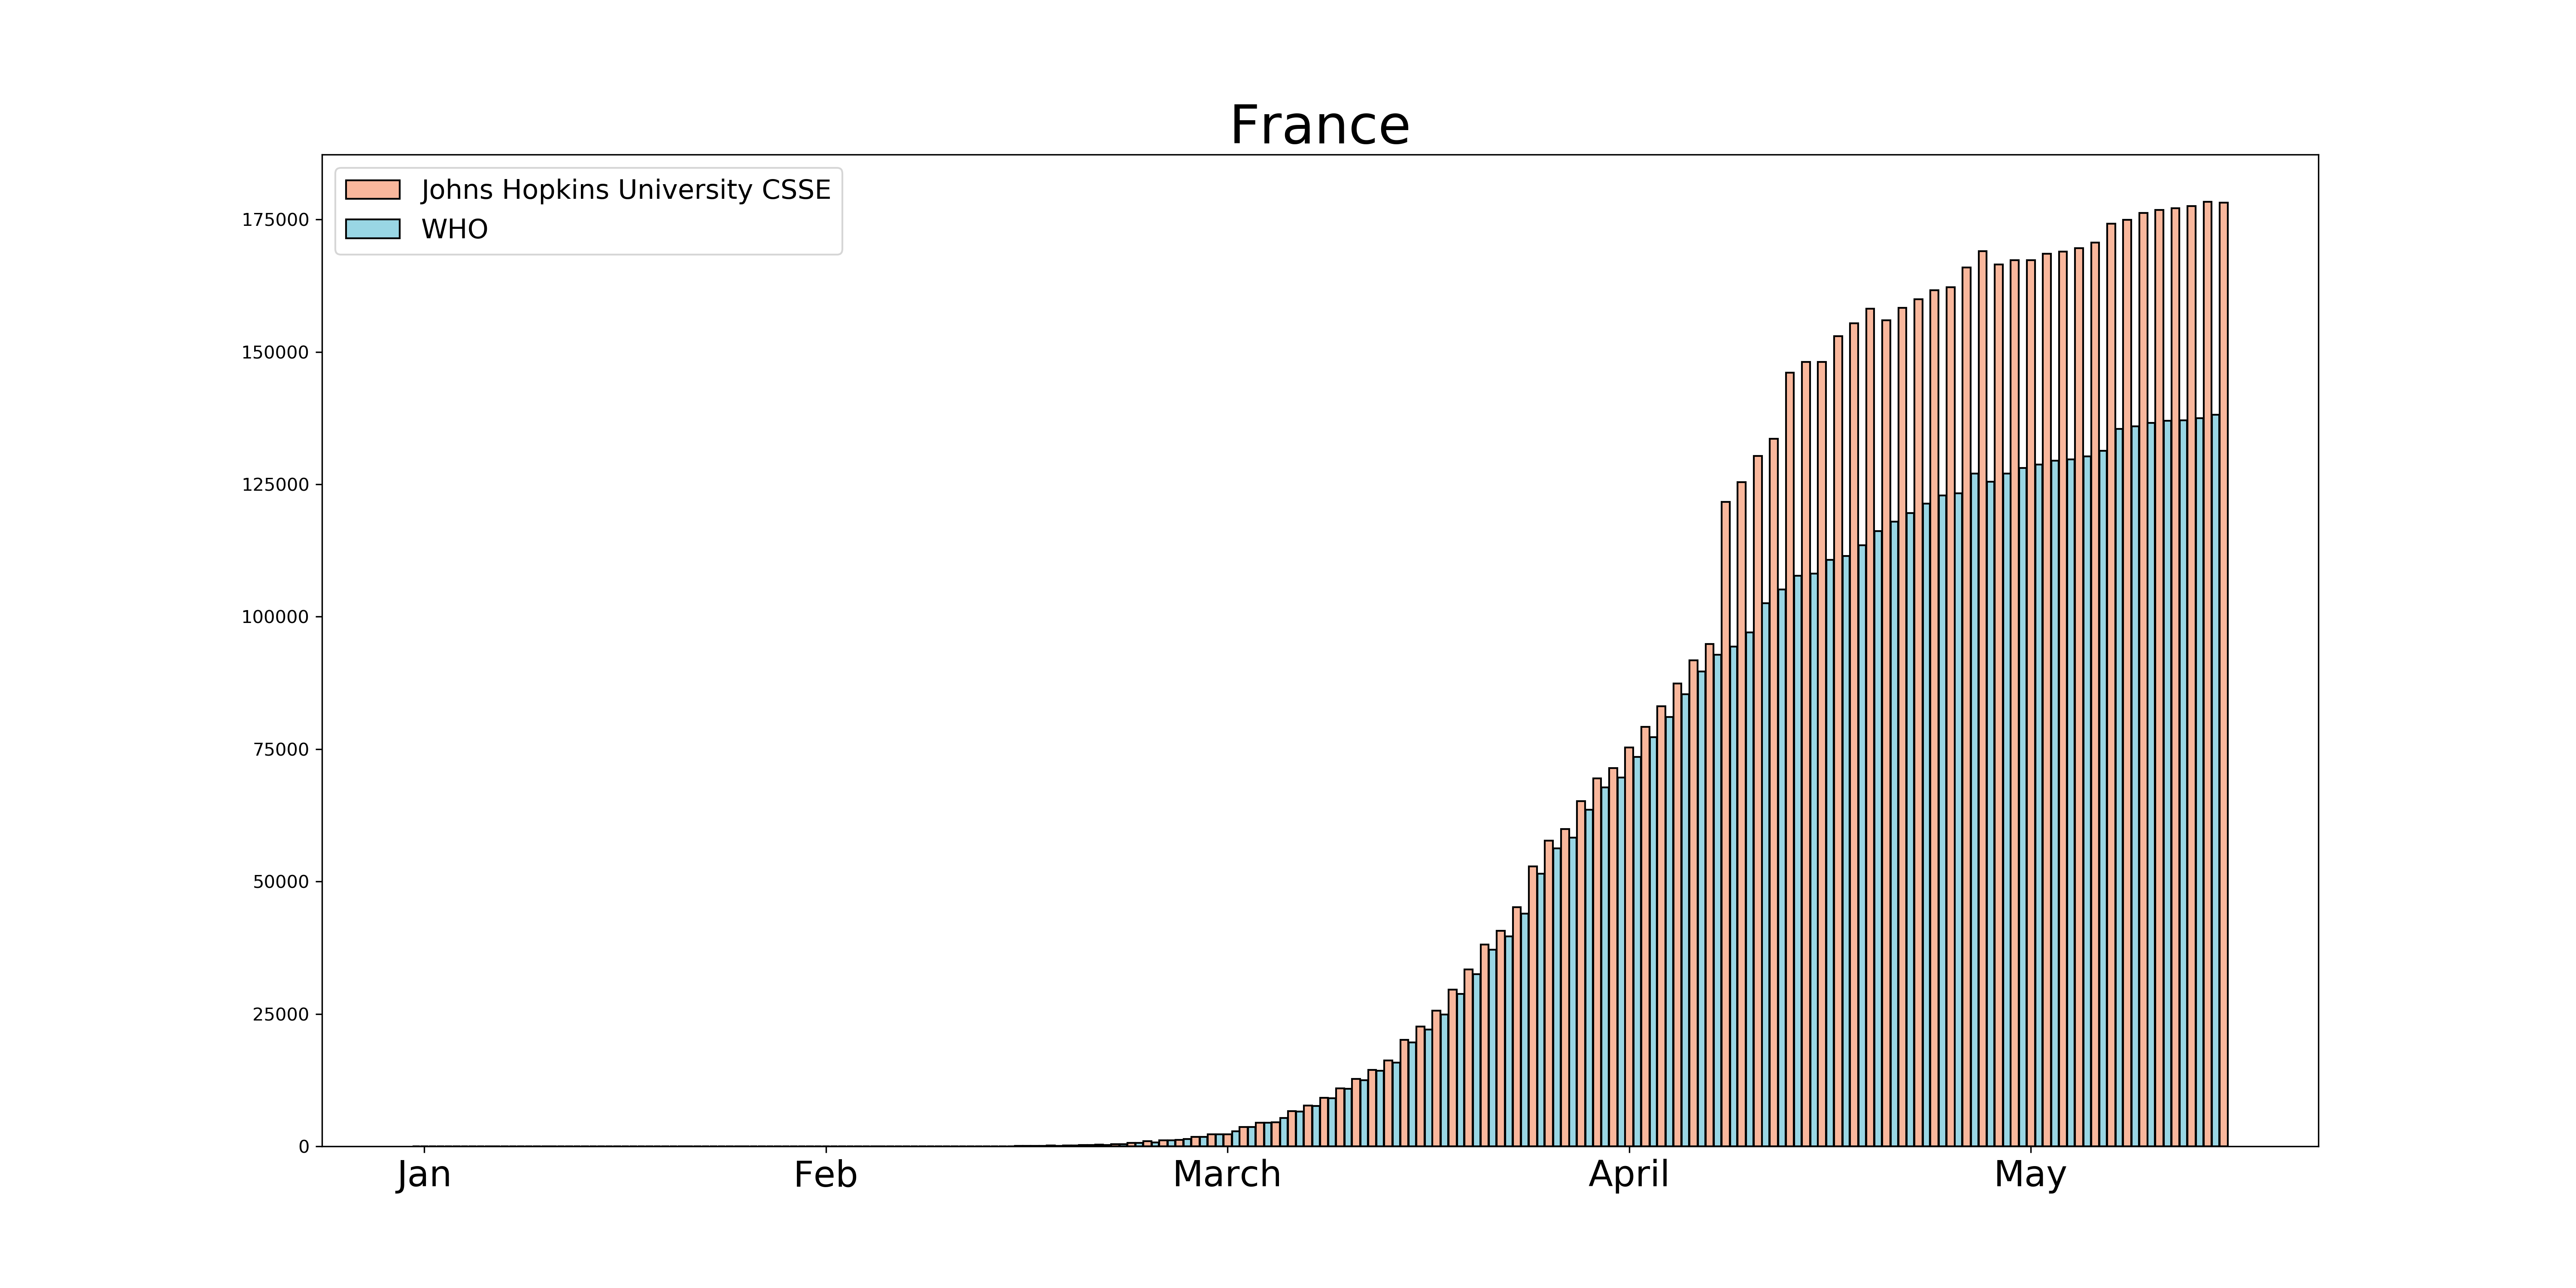 France
Johns Hopkins University CSSE
WHO
175000
150000
125000
100000
75000
50000
25000
0
Jan Feb March April May